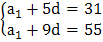 a₁ + 5d = 31
a₁ + 9d = 55